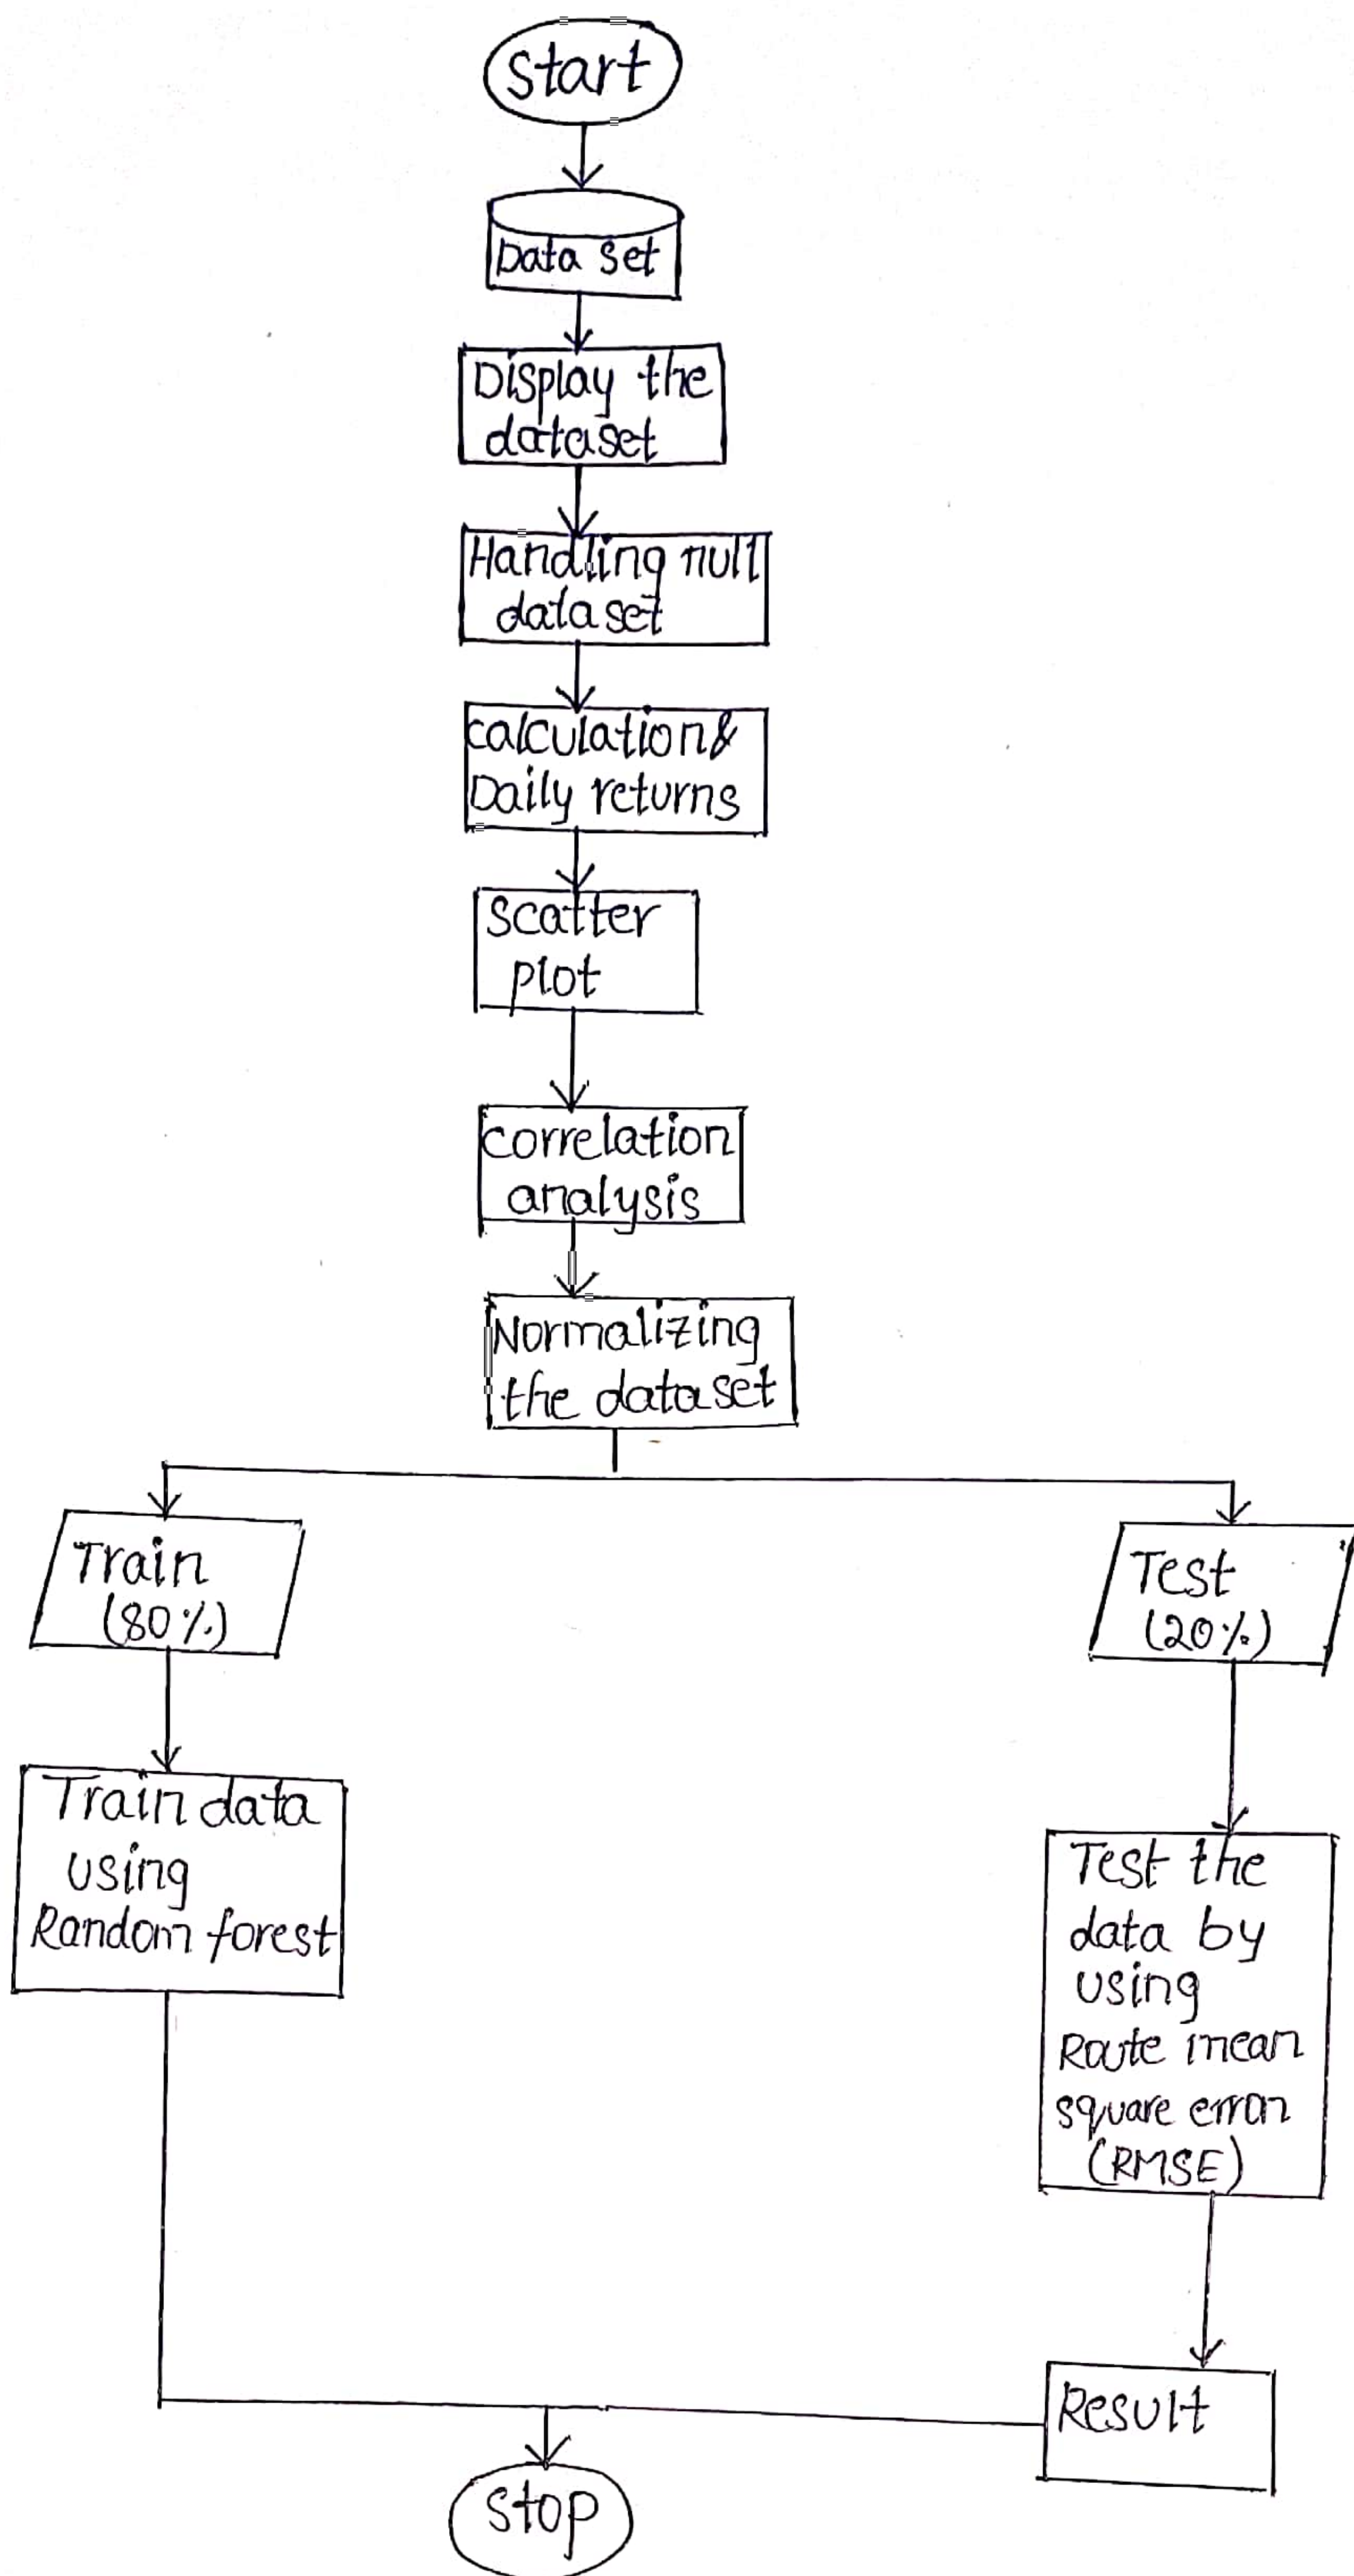 Start
Data set
Display the
dataset
Handling null
dataset
calculation &
Daily returns
scatter
plot
correlation
analysis
Normalizing
the dataset
Train
(80%)
Test
(20%)
Train data
using
Random forest
Test the
data by
using
Route mean
square erron
(RMSE)
Result
stop